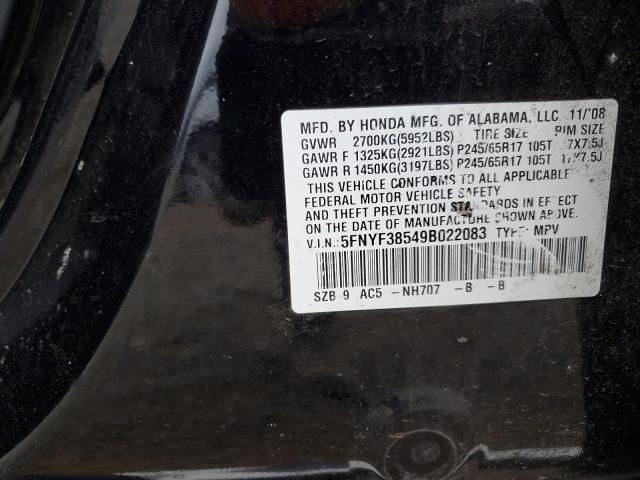 MFD. BY HONDA MFG. OF ALABAMA, LLC 11/'08
GVWR 2700KG(5952LBS) TIRE SIZE RIM SIZE
GAWR F 1325KG(2921LBS) P245/65R17 105T 17X7.5J
GAWR R 1450KG(3197LBS) P245/65R17 105T 17X7.5J
THIS VEHICLE CONFORMS TO ALL APPLICABLE
FEDERAL MOTOR VEHICLE SAFETY
AND THEFT PREVENTION STANDARDS IN EFFECT
ON THE DATE OF MANUFACTURE SHOWN ABOVE.
V.I.N.: 5FNYF38549B022083 TYPE: MPV
SZB-9 AC5 -NH707 -B -B